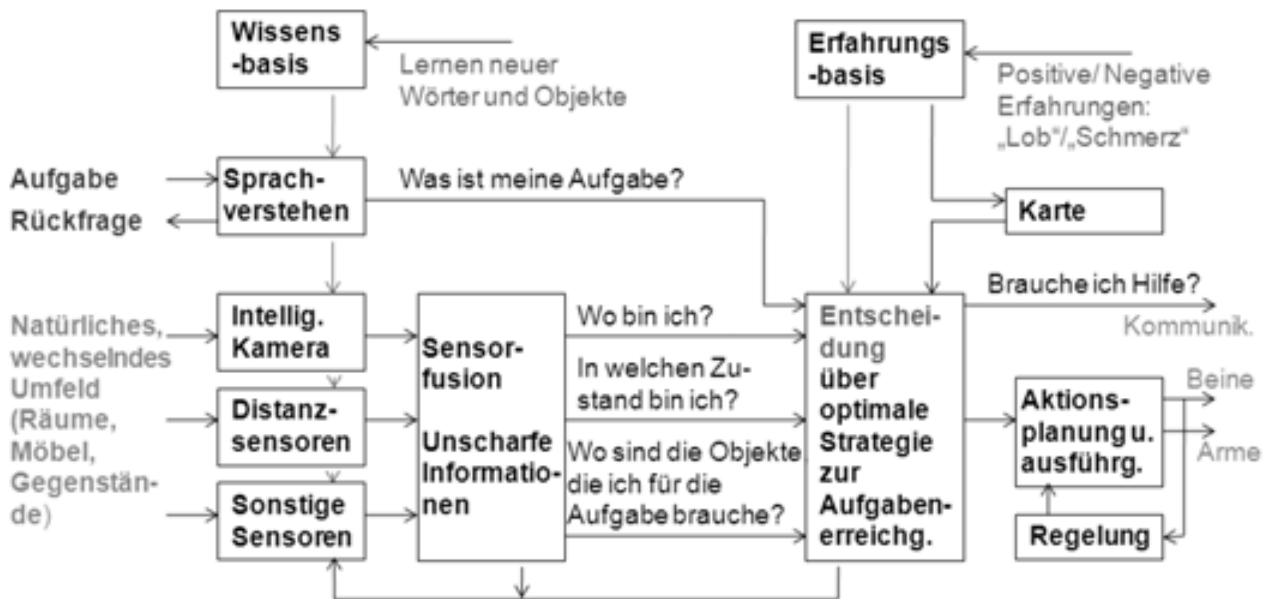 Wissens
-basis
Lernen neuer
Wörter und Objekte
Erfahrungs
-basis
Positive/ Negative
Erfahrungen:
„Lob“/„Schmerz“
Aufgabe
Rückfrage
Sprach-
verstehen
Was ist meine Aufgabe?
Karte
Natürliches,
wechselndes
Umfeld
(Räume,
Möbel,
Gegenstän-
de)
Intellig.
Kamera
Distanz-
sensoren
Sonstige
Sensoren
Sensor-
fusion
Unscharfe
Informatio-
nen
Wo bin ich?
In welchen Zu-
stand bin ich?
Wo sind die Objekte
die ich für die
Aufgabe brauche?
Entschei-
dung
über
optimale
Strategie
zur
Aufgaben-
erreichg.
Brauche ich Hilfe?
Kommunik.
Aktions-
planung u.
ausführg.
Beine
Arme
Regelung